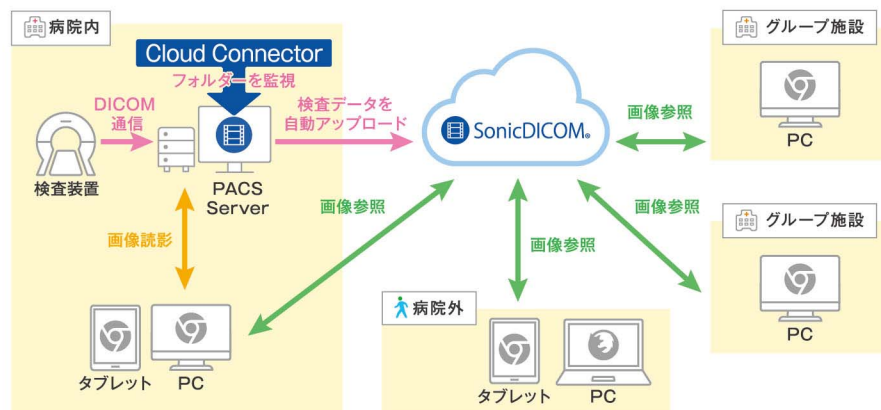 病院内
Cloud Connector
フォルダーを監視
DICOM
通信
検査データを
自動アップロード
検査装置
PACS
Server
画像読影
タブレット
PC
SonicDICOM®
画像参照
画像参照
画像参照
画像参照
病院外
タブレット
PC
グループ施設
PC
グループ施設
PC